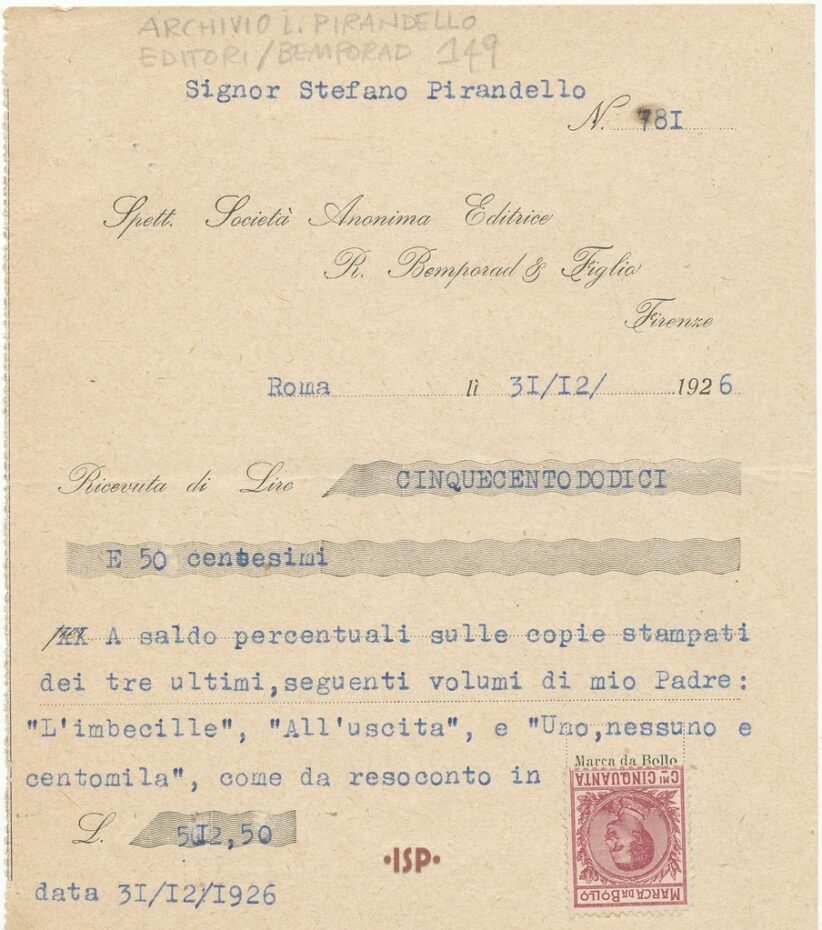 ARCHIVIO L. PIRANDELLO
EDITORI/BEMPORAD 149
Signor Stefano Pirandello
N. 781
Spett. Società Anonima Editrice
R. Bemporad & Figlio
Firenze
Roma lì 31/12/ 1926
Ricevuta di Lire CINQUECENTODODICI
E 50 centesimi
A saldo percentuali sulle copie stampati
dei tre ultimi,seguenti volumi di mio Padre:
"L'imbecille", "All'uscita", e "Uno,nessuno e
centomila", come da resoconto in
Marca da Bollo
CMI CINQUANTA
MARCA DA BOLLO
L. 512,50
·ISP·
data 31/12/1926